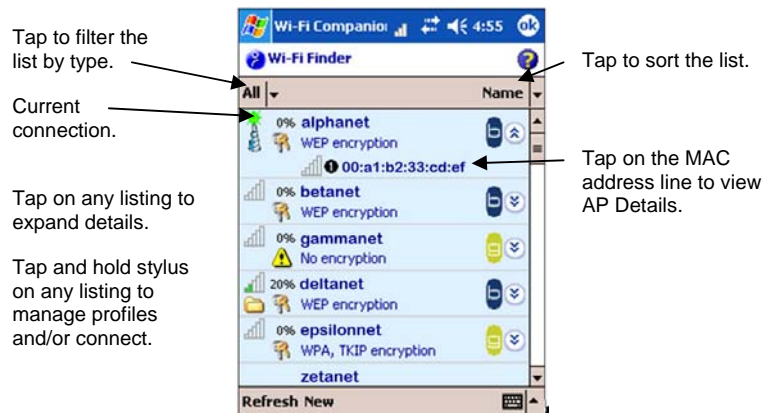 Tap to filter the
list by type.
Current
connection.
Tap on any listing to
expand details.
Tap and hold stylus
on any listing to
manage profiles
and/or connect.
Wi-Fi Companion 4:55 ok
Wi-Fi Finder ?
All Name
0% alphanet b
WEP encryption
1 00:a1:b2:33:cd:ef
0% betanet b
WEP encryption
0% gammanet g
No encryption
20% deltanet b
WEP encryption
0% epsilonnet g
WPA, TKIP encryption
zetanet
Refresh New
Tap to sort the list.
Tap on the MAC
address line to view
AP Details.